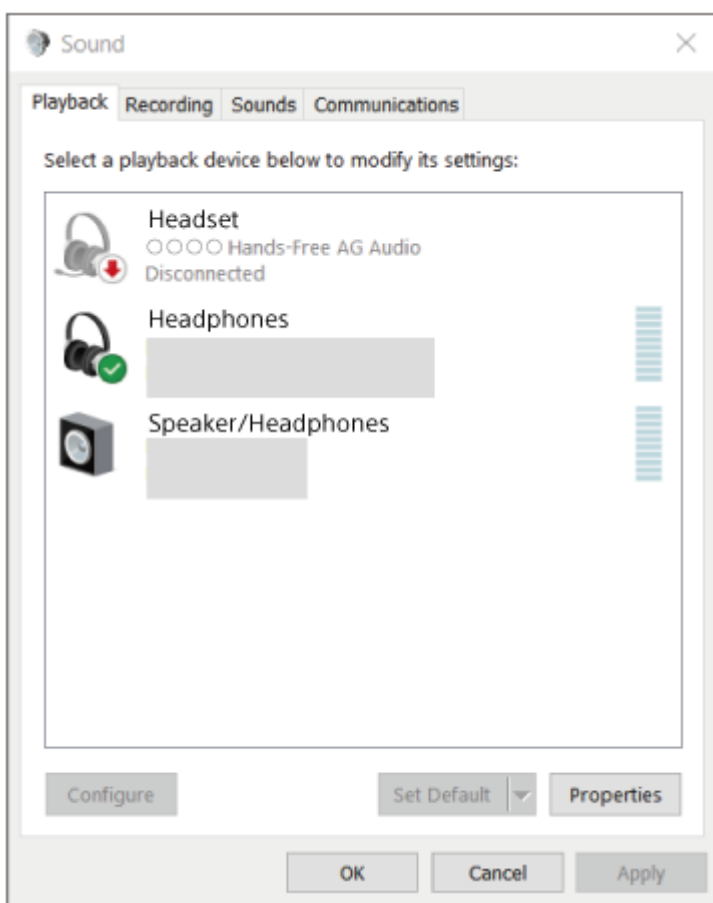 Sound
Playback Recording Sounds Communications
Select a playback device below to modify its settings:
Headset
○○○○ Hands-Free AG Audio
Disconnected
Headphones
Speaker/Headphones
Configure Set Default Properties
OK Cancel Apply